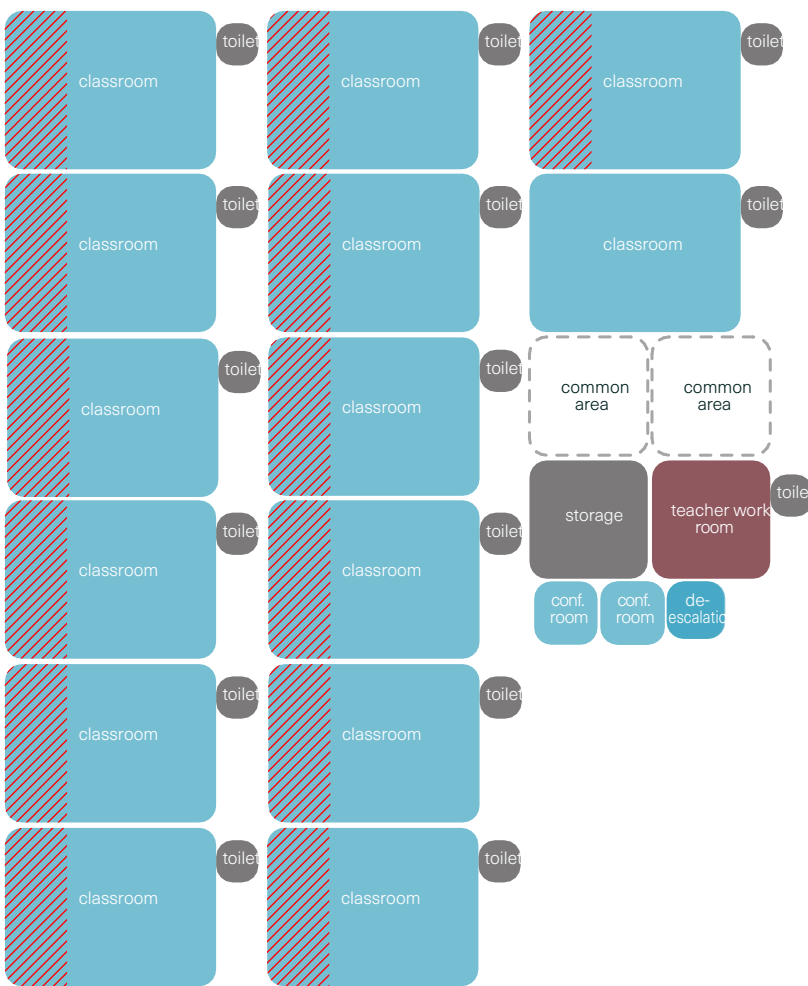 classroom
toilet
classroom
toilet
classroom
toilet
classroom
toilet
classroom
toilet
classroom
toilet
classroom
toilet
classroom
toilet
common
area
common
area
classroom
toilet
classroom
toilet
storage
teacher work
room
toile
classroom
toilet
classroom
toilet
conf.
room
conf.
room
de-
escalatic
classroom
toilet
classroom
toilet